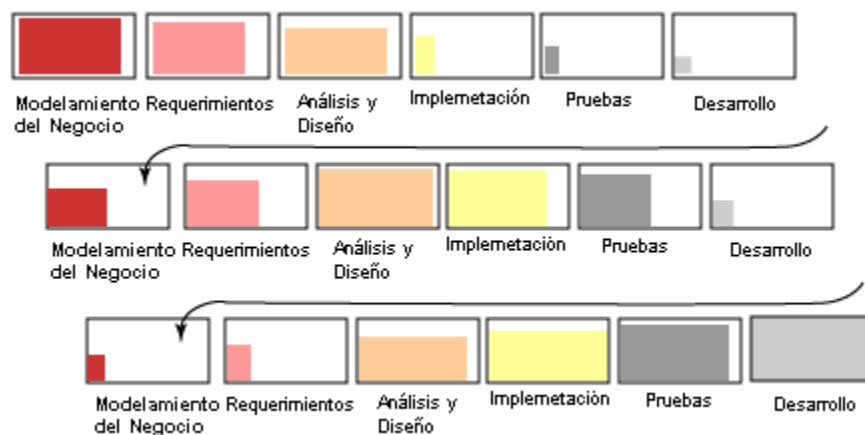 Modelamiento
del Negocio
Requerimientos
Análisis y
Diseño
Implemetación
Pruebas
Desarrollo
Modelamiento
del Negocio
Requerimientos
Análisis y
Diseño
Implemetación
Pruebas
Desarrollo
Modelamiento
del Negocio
Requerimientos
Análisis y
Diseño
Implemetación
Pruebas
Desarrollo